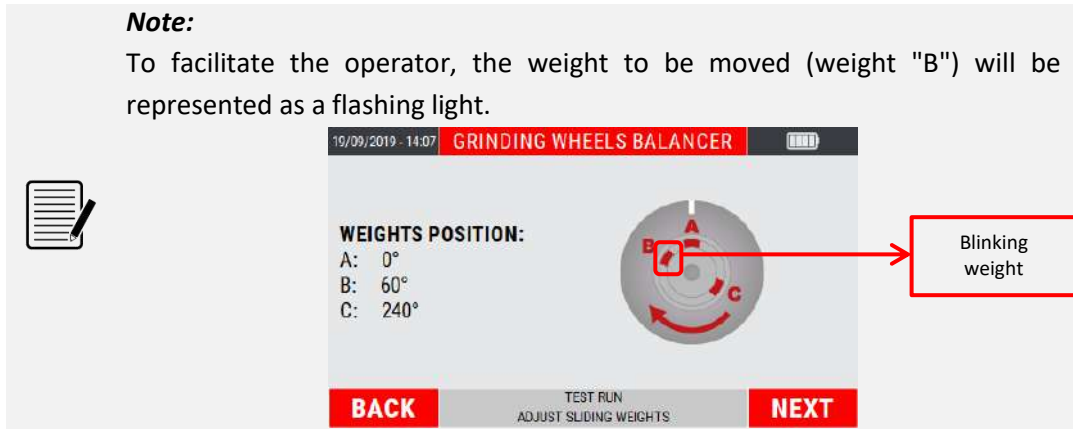 Note:
To facilitate the operator, the weight to be moved (weight "B") will be
represented as a flashing light.
19/09/2019 - 14:07 GRINDING WHEELS BALANCER
WEIGHTS POSITION:
A: 0°
B: 60°
C: 240°
A
B
C
Blinking
weight
BACK
TEST RUN
ADJUST SLIDING WEIGHTS
NEXT